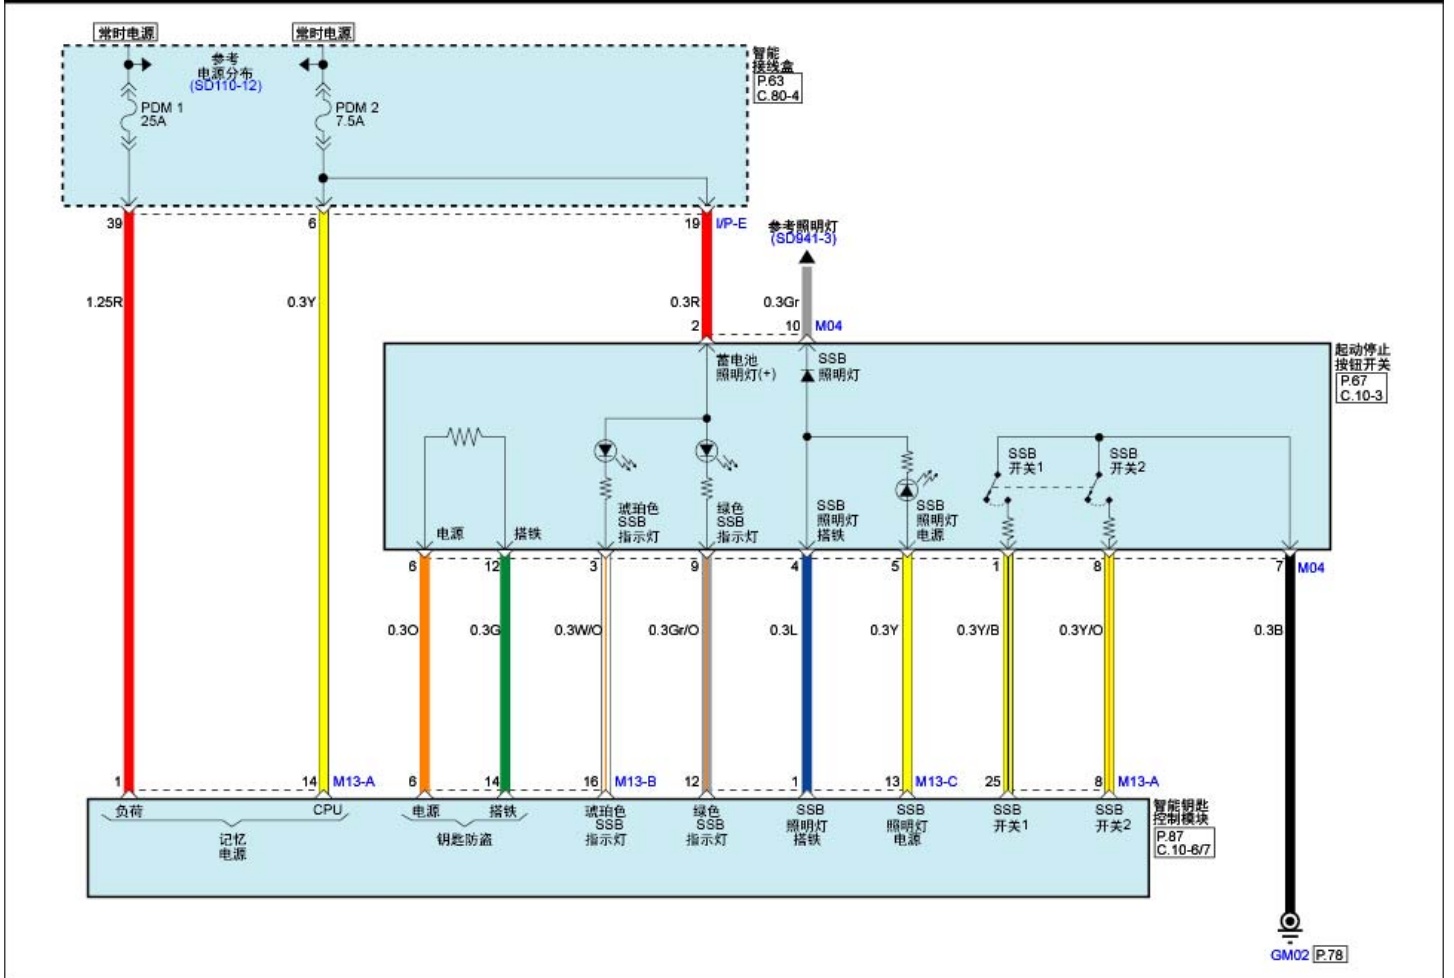 常时电源
常时电源
参考
电源分布
(SD110-12)
智能
接线盒
P.63
C.80-4
PDM 1
25A
PDM 2
7.5A
39
6
19
I/P-E
参考照明灯
(SD941-3)
1.25R
0.3Y
0.3R
0.3Gr
2
10
M04
起动停止
按钮开关
P.67
C.10-3
蓄电池
照明灯(+)
SSB
照明灯
SSB
开关1
SSB
开关2
电源
搭铁
琥珀色
SSB
指示灯
绿色
SSB
指示灯
SSB
照明灯
搭铁
SSB
照明灯
电源
6
12
3
9
4
5
1
8
7
M04
0.3O
0.3G
0.3W/O
0.3Gr/O
0.3L
0.3Y
0.3Y/B
0.3Y/O
0.3B
1
14
M13-A
6
14
16
M13-B
12
1
13
M13-C
25
8
M13-A
负荷
CPU
记忆
电源
电源
搭铁
钥匙防盗
琥珀色
SSB
指示灯
绿色
SSB
指示灯
SSB
照明灯
搭铁
SSB
照明灯
电源
SSB
开关1
SSB
开关2
智能钥匙
控制模块
P.87
C.10-6/7
GM02
P.78